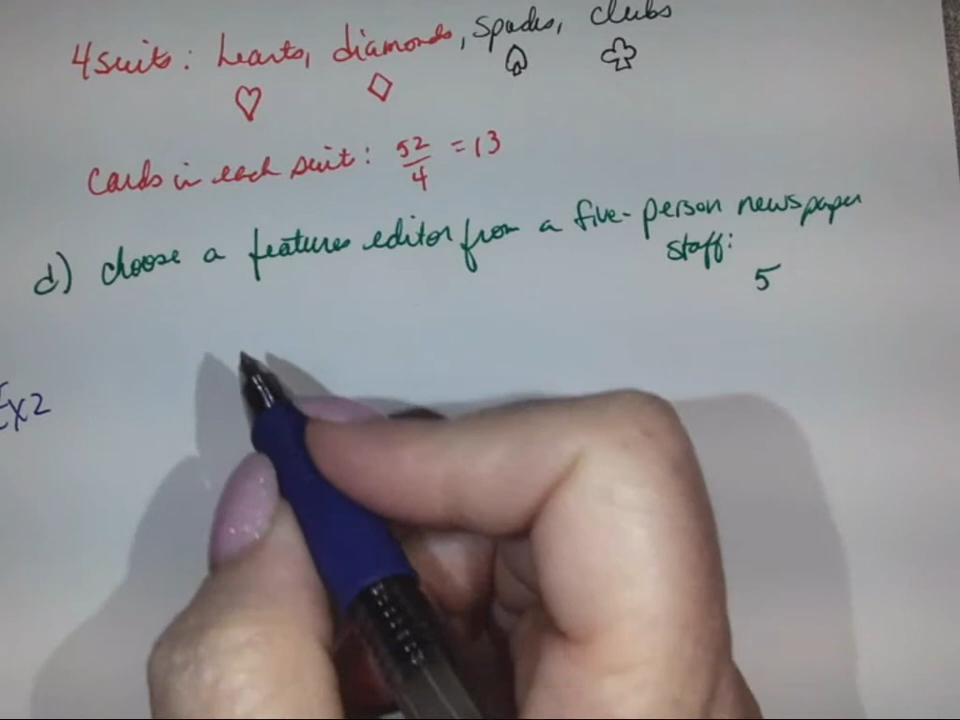 4 suits: hearts, diamonds, spades, clubs
cards in each suit: 52/4 = 13
d) choose a features editor from a five-person newspaper
staff:
5
Ex2